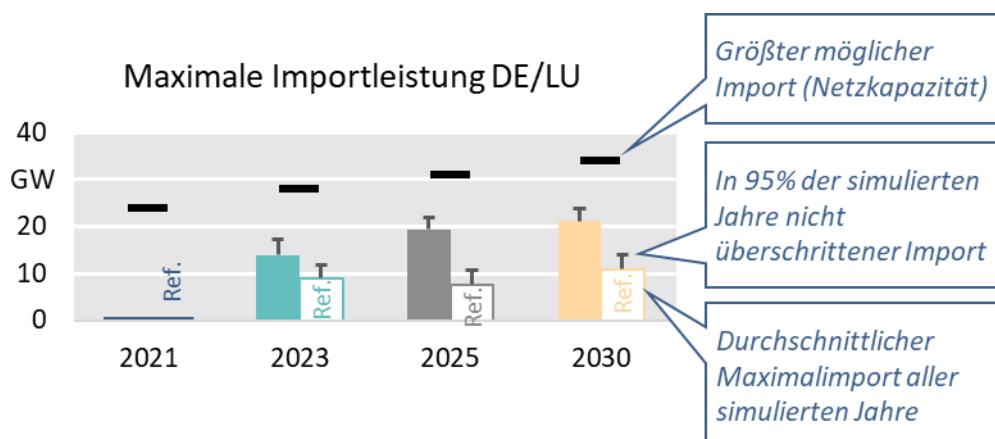 Maximale Importleistung DE/LU
40
GW
20
10
0
Ref.
Ref.
Ref.
Ref.
2021
2023
2025
2030
Größter möglicher
Import (Netzkapazität)
In 95% der simulierten
Jahre nicht
überschrittener Import
Durchschnittlicher
Maximalimport aller
simulierten Jahre